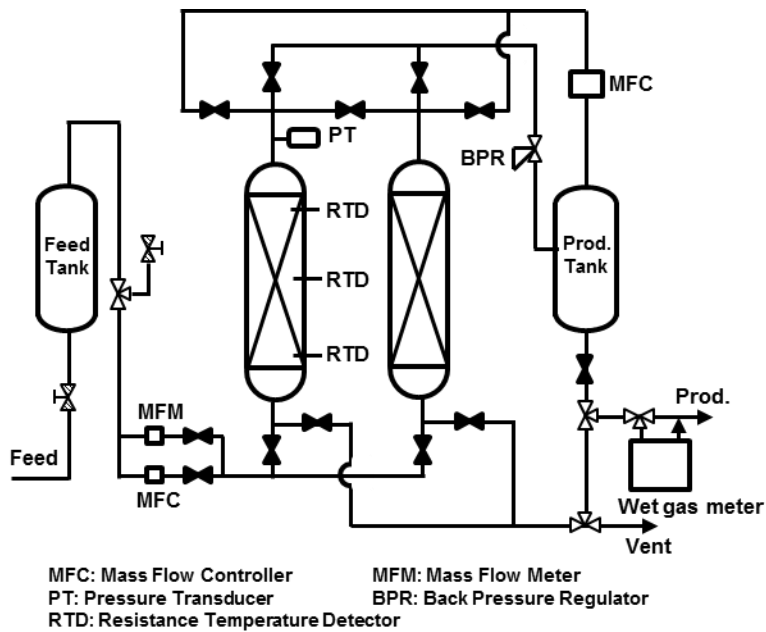 MFC
PT
BPR
Feed
Tank
RTD
Prod.
Tank
RTD
RTD
MFM
Prod.
Feed
MFC
Wet gas meter
Vent
MFC: Mass Flow Controller
MFM: Mass Flow Meter
PT: Pressure Transducer
BPR: Back Pressure Regulator
RTD: Resistance Temperature Detector